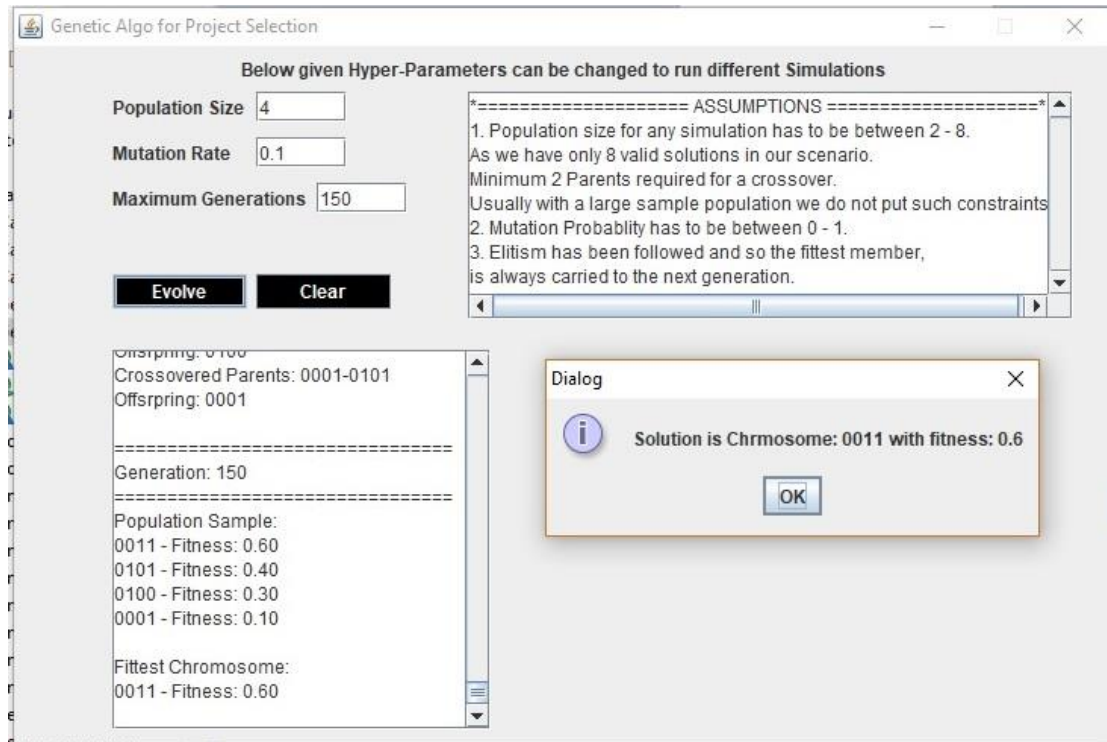 Genetic Algo for Project Selection
Below given Hyper-Parameters can be changed to run different Simulations
Population Size 4
Mutation Rate 0.1
Maximum Generations 150
Evolve Clear
*==================== ASSUMPTIONS ====================*
1. Population size for any simulation has to be between 2 - 8.
As we have only 8 valid solutions in our scenario.
Minimum 2 Parents required for a crossover.
Usually with a large sample population we do not put such constraints
2. Mutation Probablity has to be between 0 - 1.
3. Elitism has been followed and so the fittest member,
is always carried to the next generation.
Offsrpring: 0100
Crossovered Parents: 0001-0101
Offsrpring: 0001
================================
Generation: 150
================================
Population Sample:
0011 - Fitness: 0.60
0101 - Fitness: 0.40
0100 - Fitness: 0.30
0001 - Fitness: 0.10
Fittest Chromosome:
0011 - Fitness: 0.60
Dialog
Solution is Chrmosome: 0011 with fitness: 0.6
OK